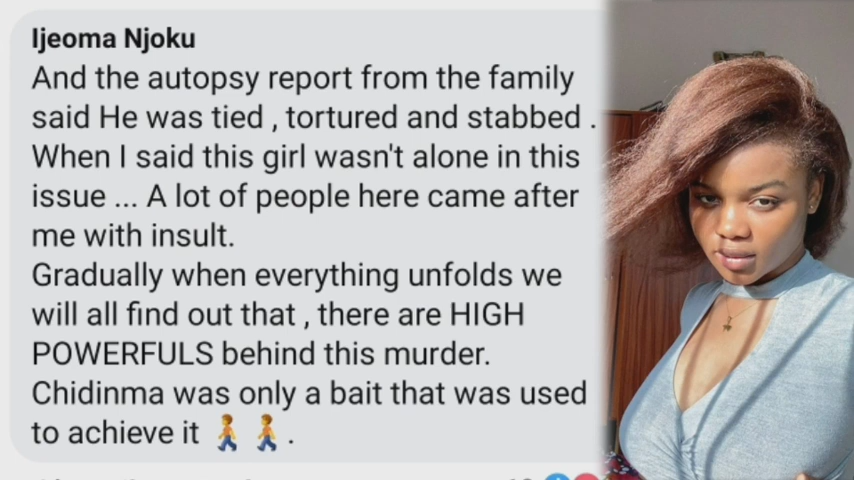 Ijeoma Njoku
And the autopsy report from the family
said He was tied , tortured and stabbed .
When I said this girl wasn't alone in this
issue ... A lot of people here came after
me with insult.
Gradually when everything unfolds we
will all find out that , there are HIGH
POWERFULS behind this murder.
Chidinma was only a bait that was used
to achieve it 🚶 🚶 .